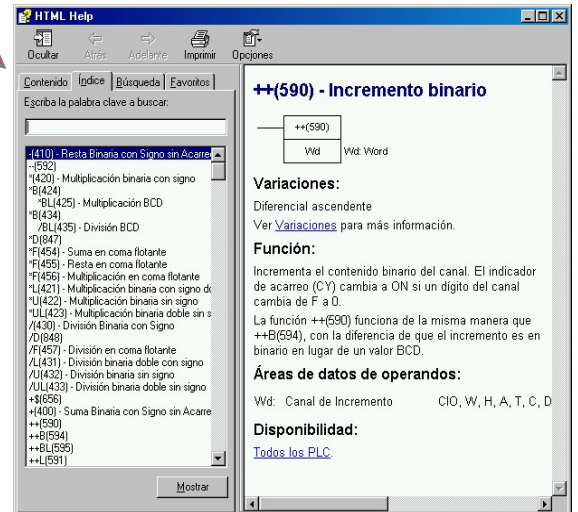 HTML Help
Ocultar Atrás Adelante Imprimir Opciones
Contenido Índice Búsqueda Favoritos
Escriba la palabra clave a buscar:
-(410) - Resta Binaria con Signo sin Acarre
--(592)
*(420) - Multiplicación binaria con signo
*B(424)
*BL(425) - Multiplicación BCD
*B(434)
/BL(435) - División BCD
*D(847)
*F(454) - Suma en coma flotante
*F(455) - Resta en coma flotante
*F(456) - Multiplicación en coma flotante
*L(421) - Multiplicación binaria con signo do
*U(422) - Multiplicación binaria sin signo
*UL(423) - Multiplicación binaria doble sin s
/(430) - División Binaria con Signo
/D(848)
/F(457) - División en coma flotante
/L(431) - División binaria doble con signo
/U(432) - División binaria sin signo
/UL(433) - División binaria doble sin signo
+$(656)
+(400) - Suma Binaria con Signo sin Acarre
++(590)
++B(594)
++BL(595)
++L(591)
Mostrar
++(590) - Incremento binario
++(590)
Wd Wd: Word
Variaciones:
Diferencial ascendente
Ver Variaciones para más información.
Función:
Incrementa el contenido binario del canal. El indicador
de acarreo (CY) cambia a ON si un dígito del canal
cambia de F a 0.
La función ++(590) funciona de la misma manera que
++B(594), con la diferencia de que el incremento es en
binario en lugar de un valor BCD.
Áreas de datos de operandos:
Wd: Canal de Incremento CIO, W, H, A, T, C, D
Disponibilidad:
Todos los PLC.